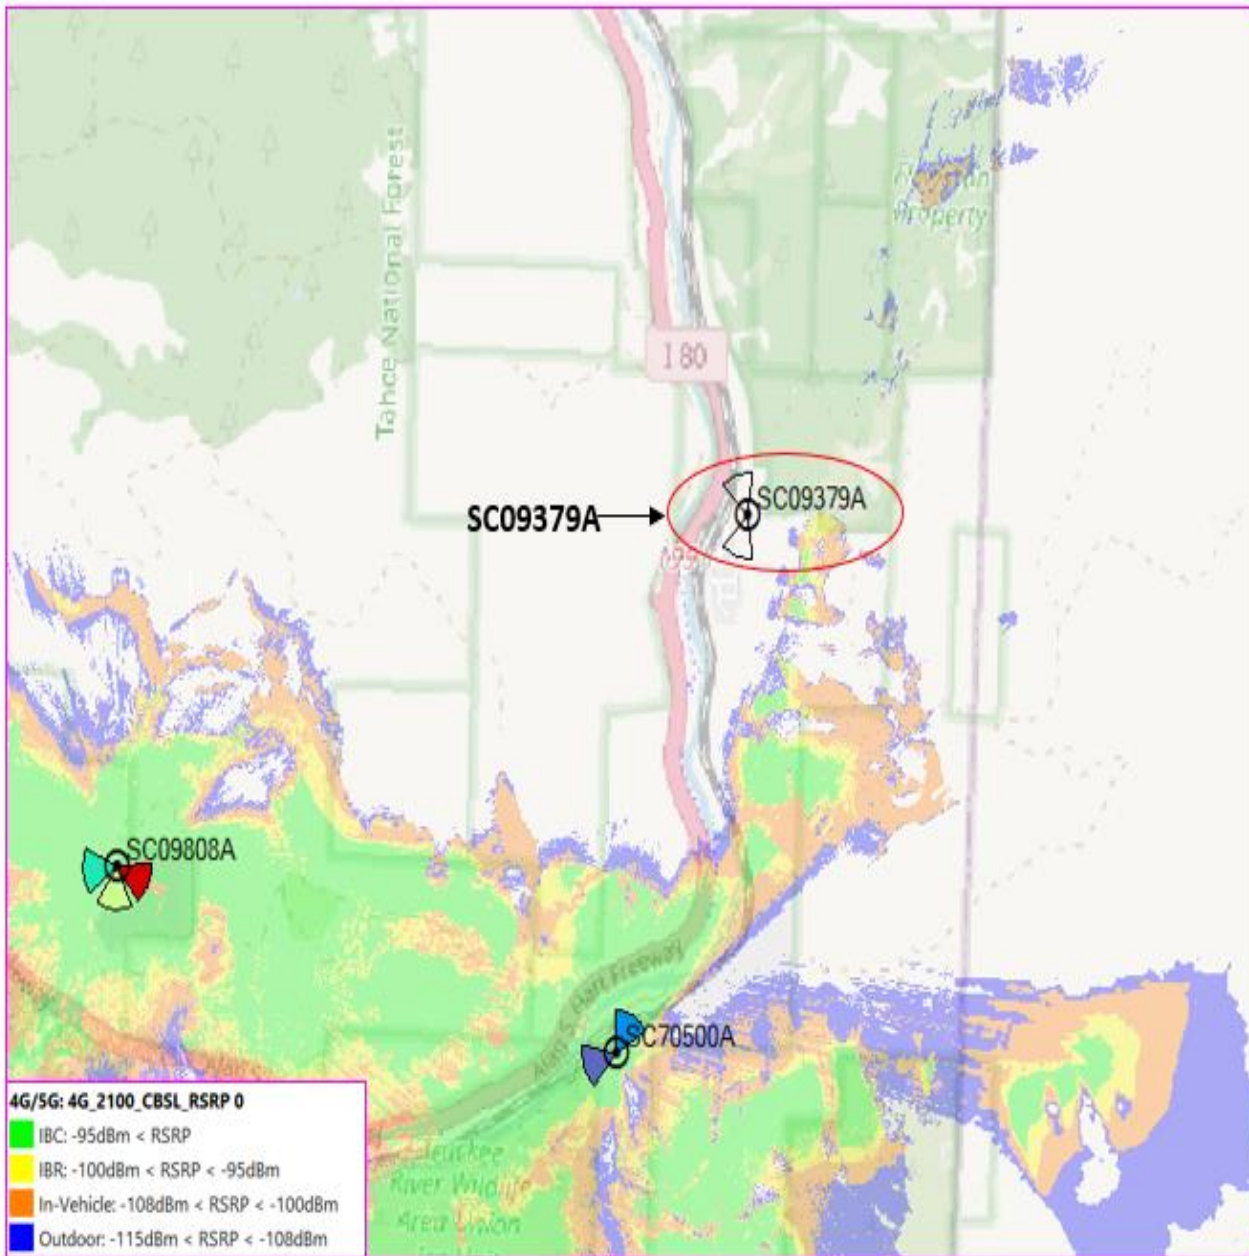 Tahce National Forest
Property
I 80
SC09379A
SC09379A
SC09808A
Alan S. Hart Freeway
SC70500A
Truckee
River Wildlife
Area Union
4G/5G: 4G_2100_CBSL_RSRP 0
IBC: -95dBm < RSRP
IBR: -100dBm < RSRP < -95dBm
In-Vehicle: -108dBm < RSRP < -100dBm
Outdoor: -115dBm < RSRP < -108dBm